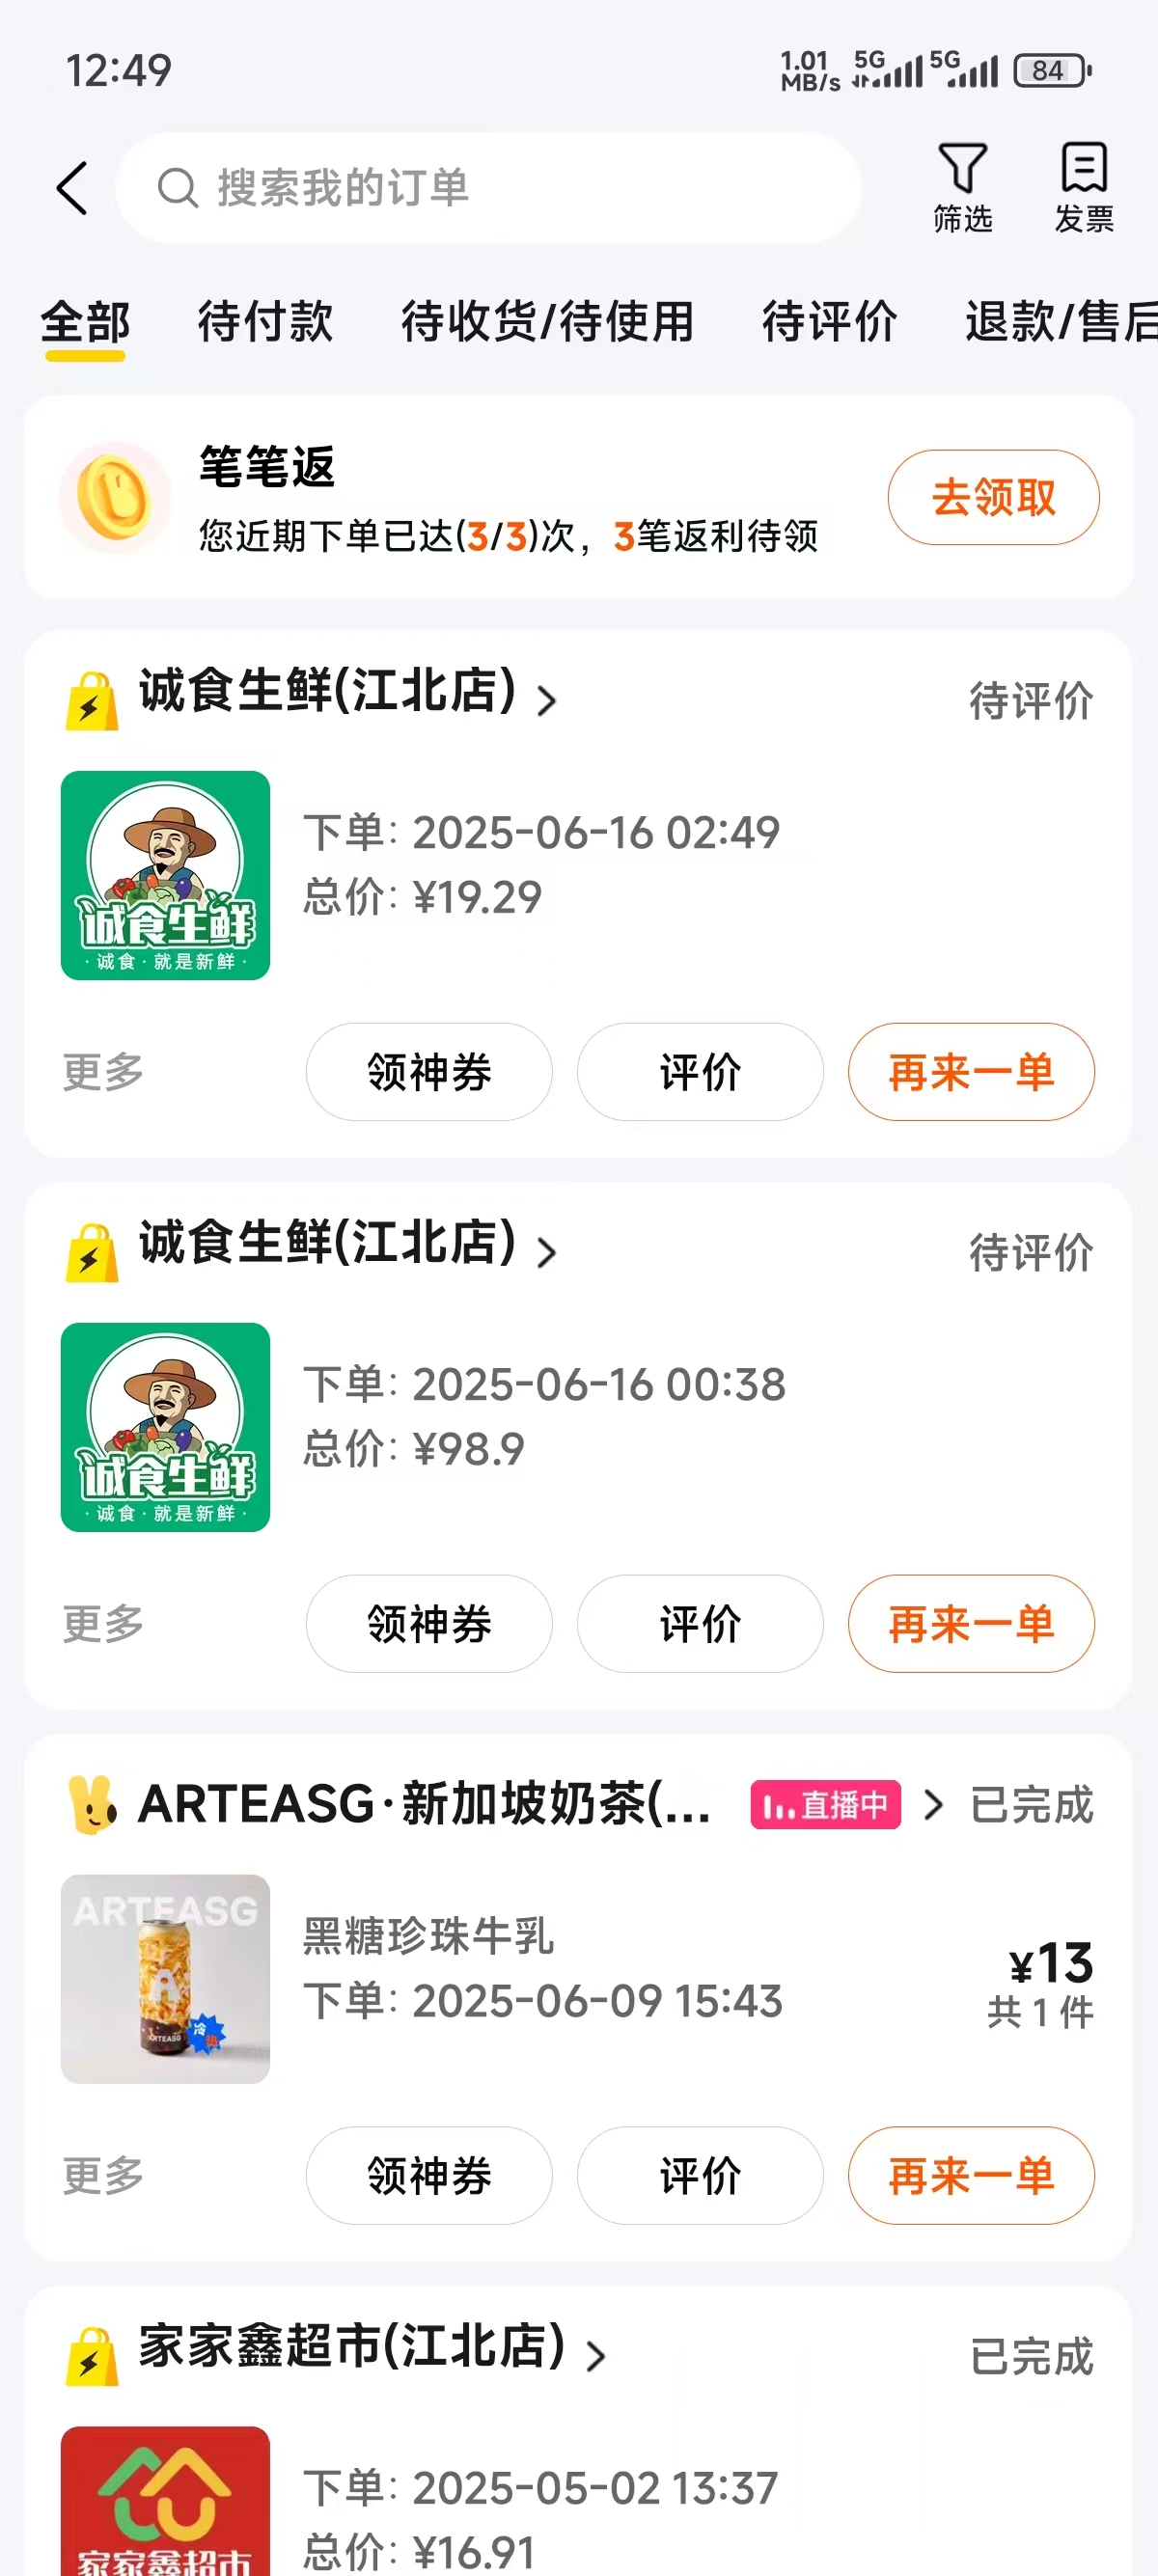 12:49
1.01 MB/s 5G 5G 84
搜索我的订单
筛选
发票
全部 待付款 待收货/待使用 待评价 退款/售后
笔笔返
您近期下单已达(3/3)次，3笔返利待领
去领取
诚食生鲜(江北店)
待评价
诚食生鲜
·诚食·就是新鲜·
下单: 2025-06-16 02:49
总价: ¥19.29
更多 领神券 评价 再来一单
诚食生鲜(江北店)
待评价
诚食生鲜
·诚食·就是新鲜·
下单: 2025-06-16 00:38
总价: ¥98.9
更多 领神券 评价 再来一单
ARTEASG·新加坡奶茶(...
直播中
已完成
ARTEASG
A
ARTEASG
冷
热
黑糖珍珠牛乳
下单: 2025-06-09 15:43
¥13
共 1 件
更多 领神券 评价 再来一单
家家鑫超市(江北店)
已完成
家家鑫超市
下单: 2025-05-02 13:37
总价: ¥16.91